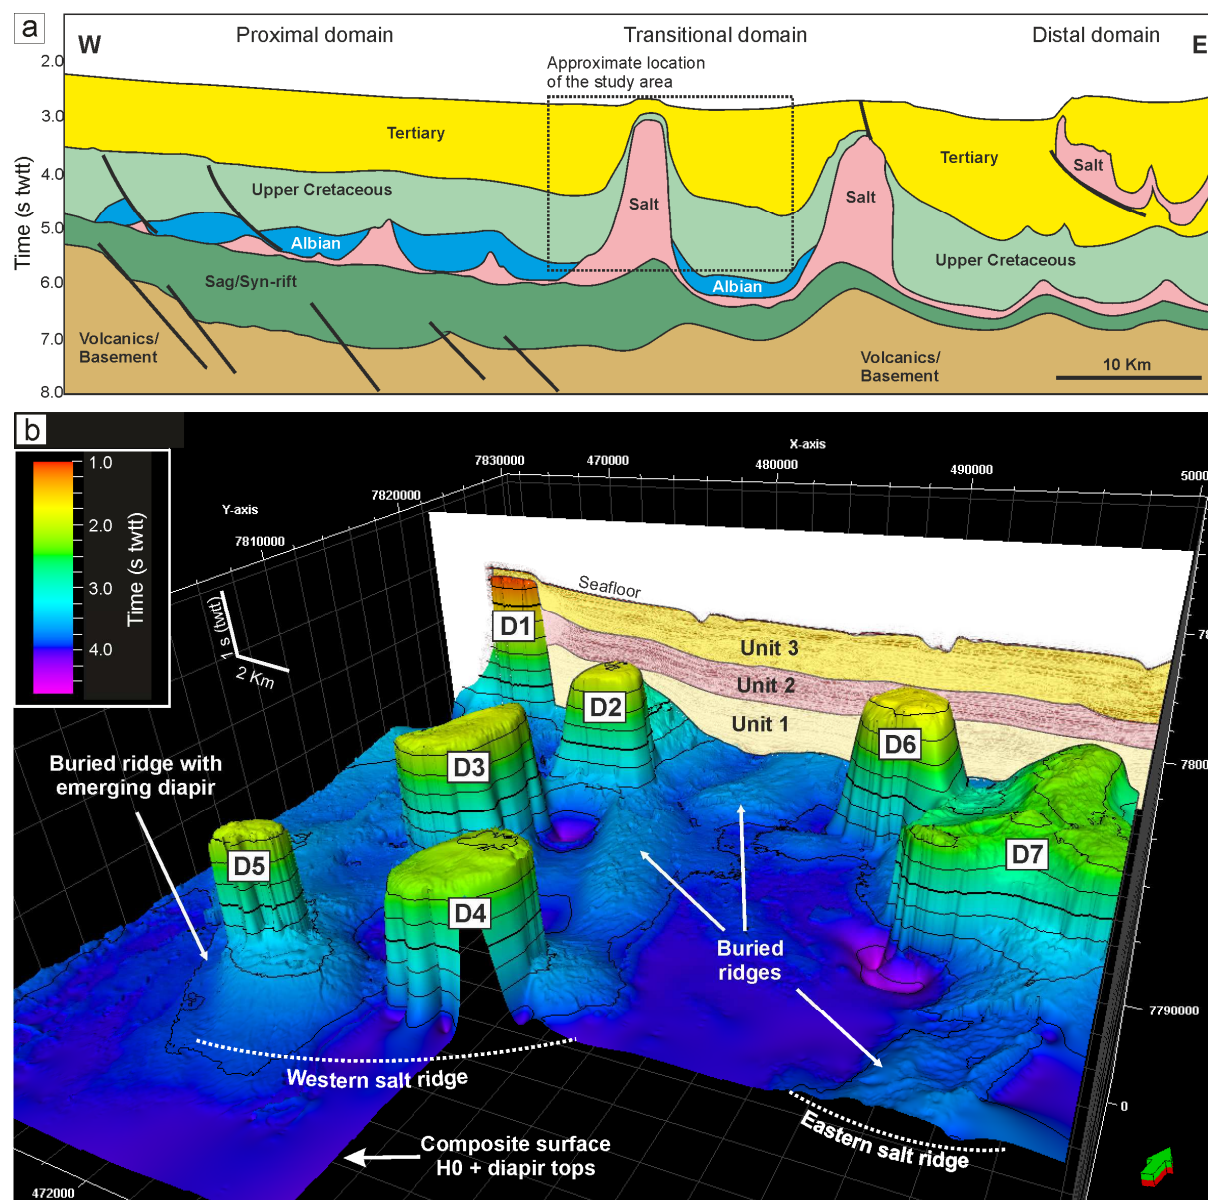 a
W
Proximal domain
Transitional domain
Distal domain
E
Approximate location
of the study area
2.0
3.0
4.0
5.0
6.0
7.0
8.0
Time (s twtt)
Tertiary
Tertiary
Upper Cretaceous
Salt
Salt
Salt
Albian
Albian
Upper Cretaceous
Sag/Syn-rift
Volcanics/
Basement
Volcanics/
Basement
10 Km
b
1.0
2.0
3.0
4.0
Time (s twtt)
X-axis
7830000
470000
480000
490000
5000
Y-axis
7820000
7810000
1 s (twtt)
2 Km
Seafloor
Unit 3
Unit 2
Unit 1
D1
D2
D3
D4
D5
D6
D7
78
7800
7790000
0
Buried ridge with
emerging diapir
Buried
ridges
Western salt ridge
Eastern salt ridge
Composite surface
H0 + diapir tops
472000